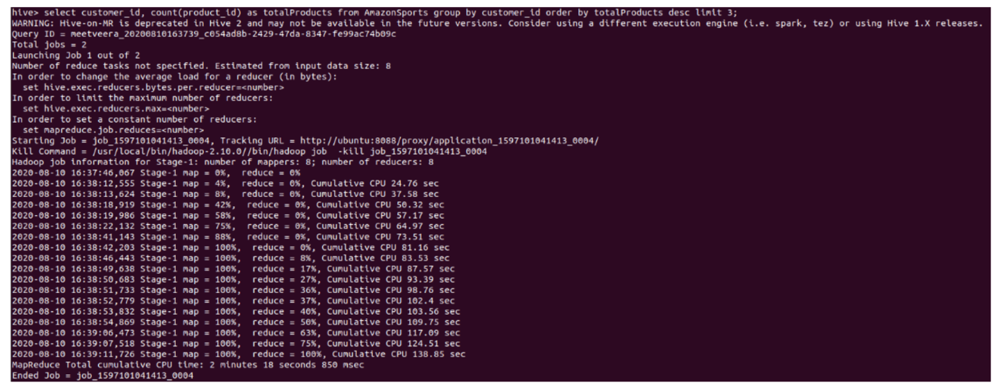 hive> select customer_id, count(product_id) as totalProducts from AmazonSports group by customer_id order by totalProducts desc limit 3;
WARNING: Hive-on-MR is deprecated in Hive 2 and may not be available in the future versions. Consider using a different execution engine (i.e. spark, tez) or using Hive 1.X releases.
Query ID = meetveera_20200810163739_c054ad8b-2429-47da-8347-fe99ac74b09c
Total jobs = 2
Launching Job 1 out of 2
Number of reduce tasks not specified. Estimated from input data size: 8
In order to change the average load for a reducer (in bytes):
  set hive.exec.reducers.bytes.per.reducer=<number>
In order to limit the maximum number of reducers:
  set hive.exec.reducers.max=<number>
In order to set a constant number of reducers:
  set mapreduce.job.reduces=<number>
Starting Job = job_1597101041413_0004, Tracking URL = http://ubuntu:8088/proxy/application_1597101041413_0004/
Kill Command = /usr/local/bin/hadoop-2.10.0//bin/hadoop job  -kill job_1597101041413_0004
Hadoop job information for Stage-1: number of mappers: 8; number of reducers: 8
2020-08-10 16:37:46,067 Stage-1 map = 0%,  reduce = 0%
2020-08-10 16:38:12,555 Stage-1 map = 4%,  reduce = 0%, Cumulative CPU 24.76 sec
2020-08-10 16:38:13,624 Stage-1 map = 8%,  reduce = 0%, Cumulative CPU 37.58 sec
2020-08-10 16:38:18,919 Stage-1 map = 42%,  reduce = 0%, Cumulative CPU 50.32 sec
2020-08-10 16:38:19,986 Stage-1 map = 58%,  reduce = 0%, Cumulative CPU 57.17 sec
2020-08-10 16:38:22,132 Stage-1 map = 75%,  reduce = 0%, Cumulative CPU 64.97 sec
2020-08-10 16:38:41,143 Stage-1 map = 88%,  reduce = 0%, Cumulative CPU 73.51 sec
2020-08-10 16:38:42,203 Stage-1 map = 100%,  reduce = 0%, Cumulative CPU 81.16 sec
2020-08-10 16:38:46,443 Stage-1 map = 100%,  reduce = 8%, Cumulative CPU 83.53 sec
2020-08-10 16:38:49,638 Stage-1 map = 100%,  reduce = 17%, Cumulative CPU 87.57 sec
2020-08-10 16:38:50,683 Stage-1 map = 100%,  reduce = 27%, Cumulative CPU 93.39 sec
2020-08-10 16:38:51,733 Stage-1 map = 100%,  reduce = 36%, Cumulative CPU 98.76 sec
2020-08-10 16:38:52,779 Stage-1 map = 100%,  reduce = 37%, Cumulative CPU 102.4 sec
2020-08-10 16:38:53,832 Stage-1 map = 100%,  reduce = 40%, Cumulative CPU 103.56 sec
2020-08-10 16:38:54,869 Stage-1 map = 100%,  reduce = 50%, Cumulative CPU 109.75 sec
2020-08-10 16:39:06,473 Stage-1 map = 100%,  reduce = 63%, Cumulative CPU 117.09 sec
2020-08-10 16:39:07,518 Stage-1 map = 100%,  reduce = 75%, Cumulative CPU 124.51 sec
2020-08-10 16:39:11,726 Stage-1 map = 100%,  reduce = 100%, Cumulative CPU 138.85 sec
MapReduce Total cumulative CPU time: 2 minutes 18 seconds 850 msec
Ended Job = job_1597101041413_0004